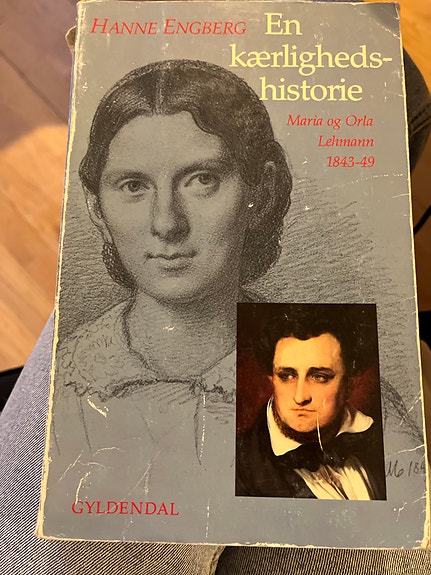 HANNE ENGBERG
En
kærligheds-
historie
Maria og Orla
Lehmann
1843-49
GYLDENDAL